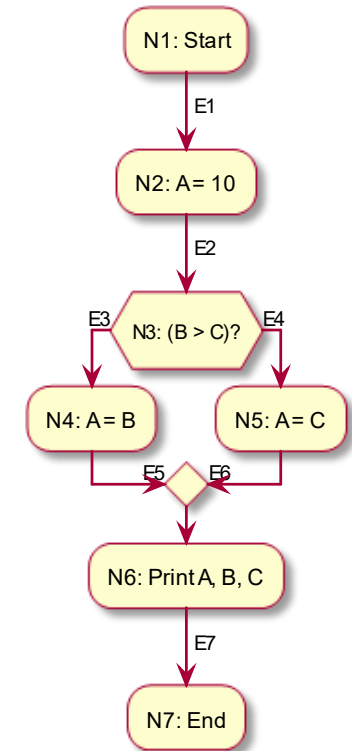 N1: Start
E1
N2: A = 10
E2
E3
N3: (B > C)?
E4
N4: A = B
N5: A = C
E5
E6
N6: Print A, B, C
E7
N7: End